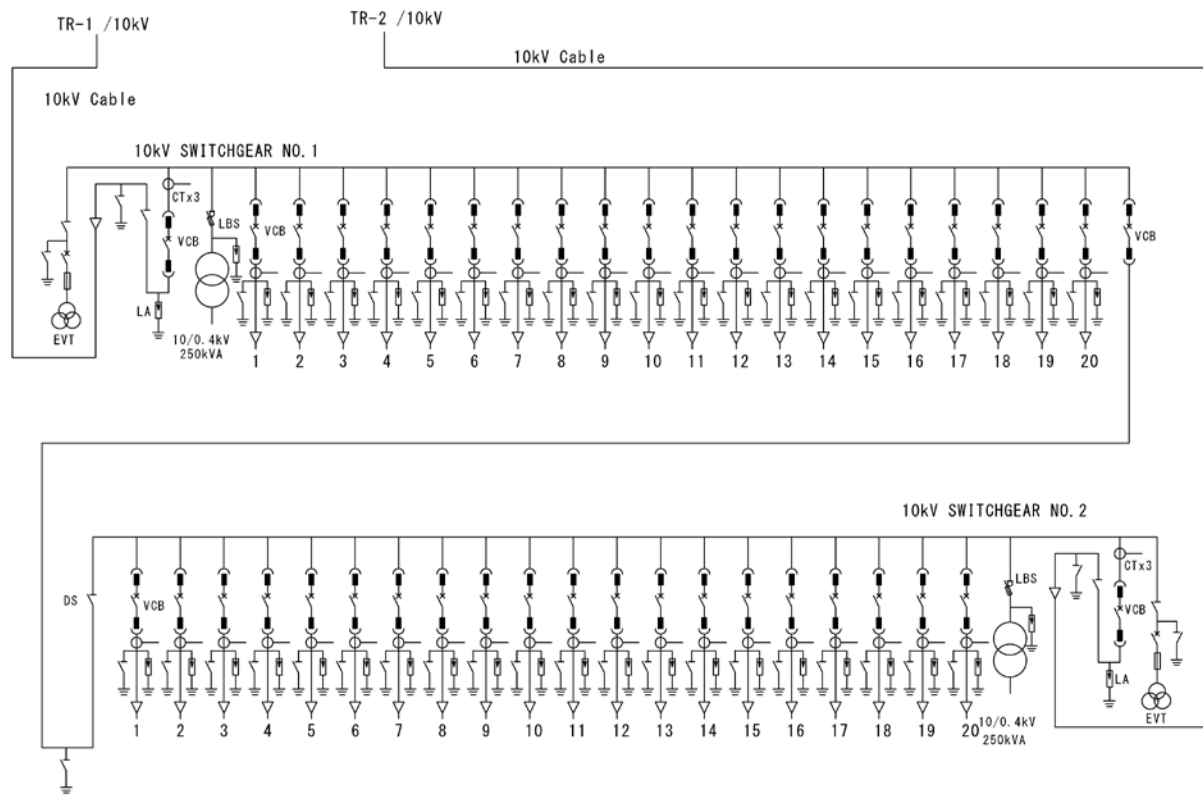 TR-1 /10kV
TR-2 /10kV
10kV Cable
10kV Cable
10kV SWITCHGEAR NO.1
CTx3
LBS
VCB
VCB
VCB
LA
EVT
10/0.4kV
250kVA
1 2 3 4 5 6 7 8 9 10 11 12 13 14 15 16 17 18 19 20
10kV SWITCHGEAR NO.2
CTx3
LBS
DS
VCB
VCB
LA
EVT
1 2 3 4 5 6 7 8 9 10 11 12 13 14 15 16 17 18 19 20
10/0.4kV
250kVA